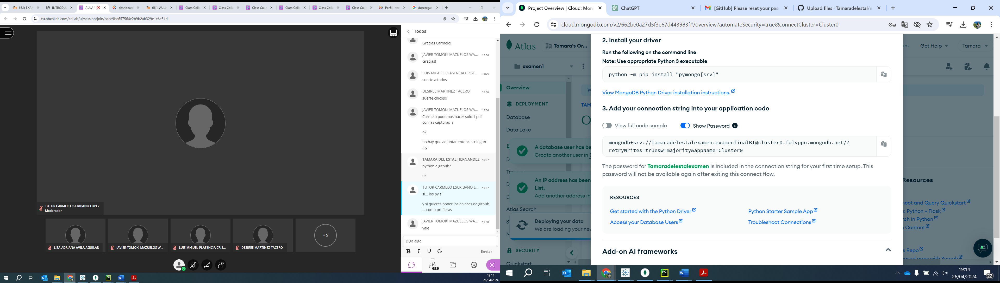 66.1: EXAM
INTRODU
AULA
dashboard
66.1: AULA
Class Colla
Class Colla
Class Colla
Class Colla
Class Colla
Class Colla
Perfil - ta
descargar
eu.bbcollab.com/collab/ui/session/join/cdee9be657564e2b9b2ab329e1e6e51d
TUTOR CARMELO ESCRIBANO LOPEZ
Moderador
LIZA ADRIANA AVILA AGUILAR
JAVIER TOMOKI MAZUELOS W...
LUIS MIGUEL PLASENCIA CRIS...
DESIREE MARTINEZ TACERO
+ 5
Todos
Gracias Carmelo!
JAVIER TOMOKI MAZUELOS WA... 19:06
Gracias!
LUIS MIGUEL PLASENCIA CRIST... 19:06
suerte a todos
DESIREE MARTINEZ TACERO 19:06
suerte chicos!!
JAVIER TOMOKI MAZUELOS WA... 19:06
Carmelo podemos hacer solo 1 pdf
con las capturas ?
ok
no hay que adjuntar entonces ningun
.py
TAMARA DEL ESTAL HERNANDEZ 19:07
python a github?
ok
TUTOR CARMELO ESCRIBANO L... 19:07
sí... los py sí
y si quieres poner los enlaces de github
... como prefieras
JAVIER TOMOKI MAZUELOS WA... 19:08
vale
Diga algo
B I U
Enviar
11
19:14
26/04/2024
Project Overview | Cloud: Mon
ChatGPT
[GitHub] Please reset your pas
Upload files · Tamaradelestal/e
cloud.mongodb.com/v2/662be0a27d5f3e67d443983f#/overview?automateSecurity=true&connectCluster=Cluster0
Atlas
Tamara's Or...
Get Help
Tamara
examen1
Overview
DEPLOYMENT
Database
Data Lake
A database user has be
Create another user in
An IP address has been
List.
Add another address in
Atlas Search
Deploying your data
We are loading your nev
SECURITY
Quickstart
2. Install your driver
Run the following on the command line
Note: Use appropriate Python 3 executable
python -m pip install "pymongo[srv]"
View MongoDB Python Driver installation instructions.
3. Add your connection string into your application code
View full code sample
Show Password
mongodb+srv://Tamaradelestalexamen:examenfinalBI@cluster0.folvppn.mongodb.net/?
retryWrites=true&w=majority&appName=Cluster0
The password for Tamaradelestalexamen is included in the connection string for your first time setup. This
password will not be available again after exiting this connect flow.
RESOURCES
Get started with the Python Driver
Python Starter Sample App
Access your Database Users
Troubleshoot Connections
Add-on AI frameworks
Resources
nect and Query Quickstart
: Python + Flask
rch in Python
Content
s Repo
ased apps with Search
19:14
26/04/2024
22